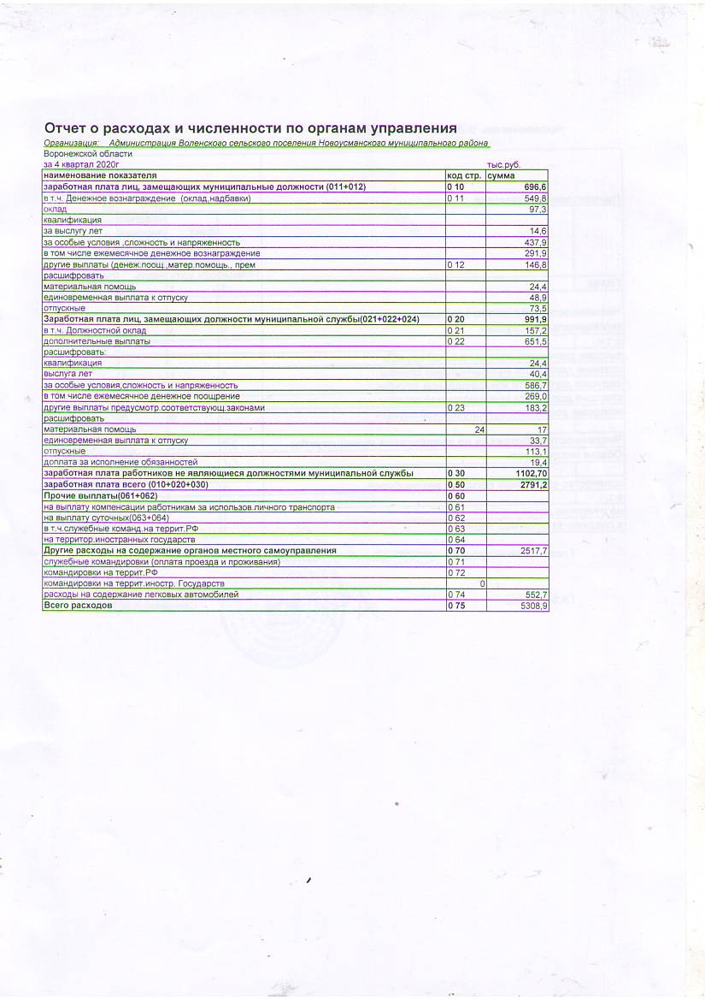 Отчет о расходах и численности по органам управления
Организация: Администрация Воленского сельского поселения Новоусманского муниципального района
Воронежской области
за 4 квартал 2020г тыс.руб.
наименование показателя код стр. сумма
заработная плата лиц, замещающих муниципальные должности (011+012) 0 10 696,6
в т.ч. Денежное вознаграждение (оклад,надбавки) 0 11 549,8
оклад 97,3
квалификация
за выслугу лет 14,6
за особые условия ,сложность и напряженность 437,9
в том числе ежемесячное денежное вознаграждение 291,9
другие выплаты (денеж.поощ.,матер.помощь., прем 0 12 146,8
расшифровать
материальная помощь 24,4
единовременная выплата к отпуску 48,9
отпускные 73,5
Заработная плата лиц, замещающих должности муниципальной службы(021+022+024) 0 20 991,9
в т.ч. Должностной оклад 0 21 157,2
дополнительные выплаты 0 22 651,5
расшифровать:
квалификация 24,4
выслуга лет 40,4
за особые условия,сложность и напряженность 586,7
в том числе ежемесячное денежное поощрение 269,0
другие выплаты предусмотр.соответствующ.законами 0 23 183,2
расшифровать
материальная помощь 24 17
единовременная выплата к отпуску 33,7
отпускные 113,1
доплата за исполнение обязанностей 19,4
заработная плата работников не являющиеся должностями муниципальной службы 0 30 1102,70
заработная плата всего (010+020+030) 0 50 2791,2
Прочие выплаты(061+062) 0 60
на выплату компенсации работникам за использов.личного транспорта 0 61
на выплату суточных(063+064) 0 62
в т.ч.служебные команд.на террит.РФ 0 63
на территор.иностранных государств 0 64
Другие расходы на содержание органов местного самоуправления 0 70 2517,7
служебные командировки (оплата проезда и проживания) 0 71
командировки на террит.РФ 0 72
командировки на террит.иностр. Государств 0
расходы на содержание легковых автомобилей 0 74 552,7
Всего расходов 0 75 5308,9